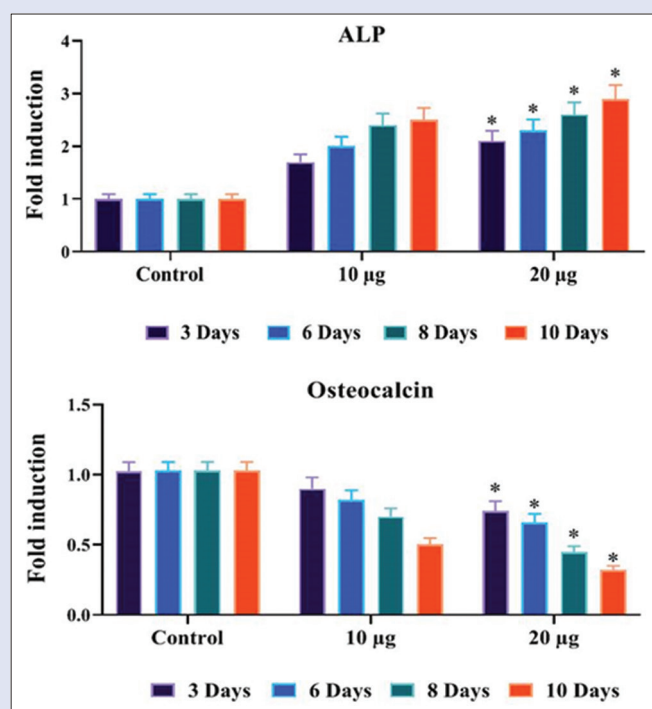 ALP
Fold induction
4
3
2
1
0
* * * *
Control 10 µg 20 µg
3 Days 6 Days 8 Days 10 Days
Osteocalcin
Fold induction
1.5
1.0
0.5
0.0
* * * *
Control 10 µg 20 µg
3 Days 6 Days 8 Days 10 Days